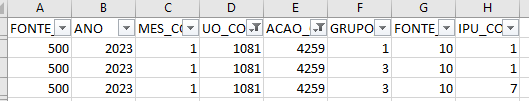 A B C D E F G H
FONTE_ ANO MES_CO UO_CO ACAO_ GRUPO FONTE_ IPU_CO
500 2023 1 1081 4259 1 10 1
500 2023 1 1081 4259 3 10 1
500 2023 1 1081 4259 3 10 7